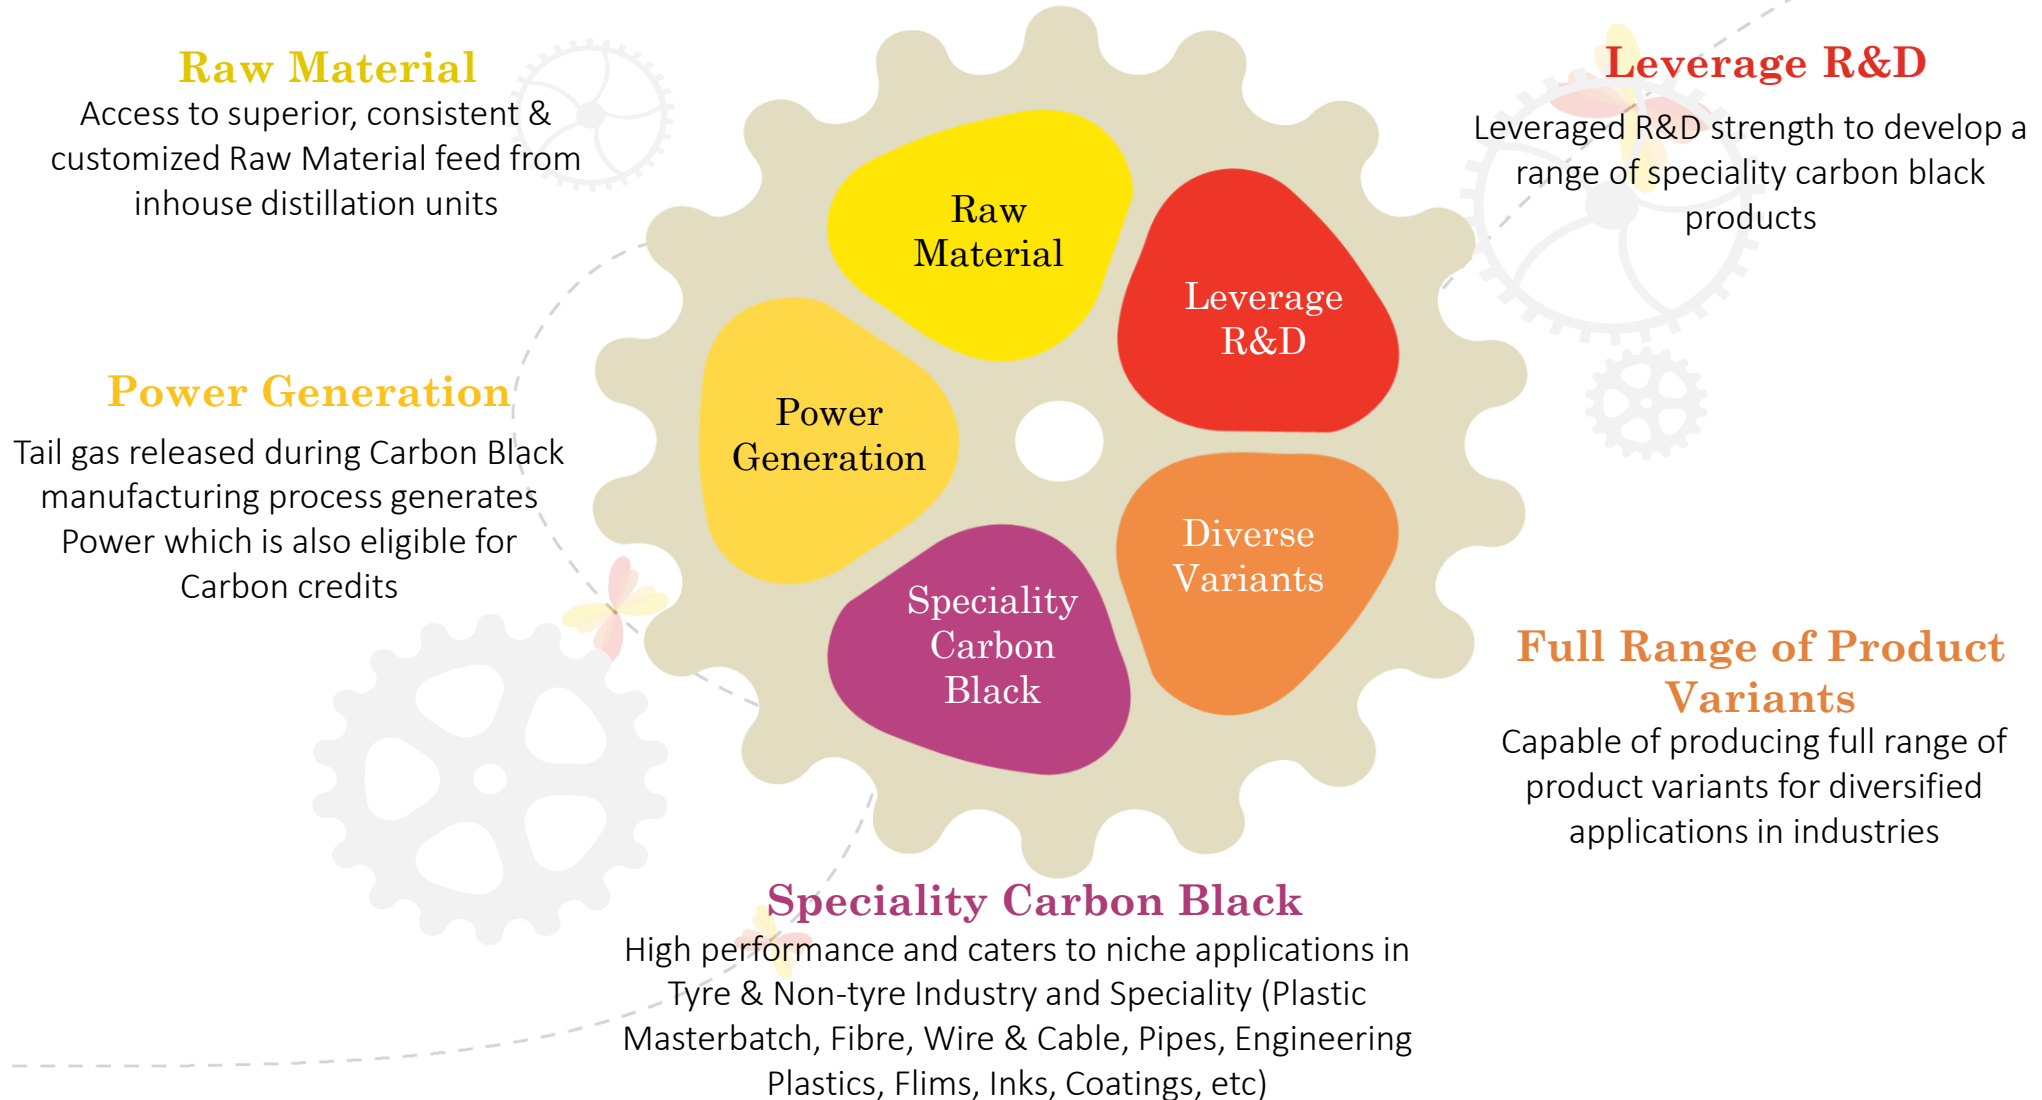 Raw Material
Access to superior, consistent &
customized Raw Material feed from
inhouse distillation units
Leverage R&D
Leveraged R&D strength to develop a
range of speciality carbon black
products
Raw
Material
Leverage
R&D
Power Generation
Tail gas released during Carbon Black
manufacturing process generates
Power which is also eligible for
Carbon credits
Power
Generation
Diverse
Variants
Speciality
Carbon
Black
Full Range of Product
Variants
Capable of producing full range of
product variants for diversified
applications in industries
Speciality Carbon Black
High performance and caters to niche applications in
Tyre & Non-tyre Industry and Speciality (Plastic
Masterbatch, Fibre, Wire & Cable, Pipes, Engineering
Plastics, Flims, Inks, Coatings, etc)